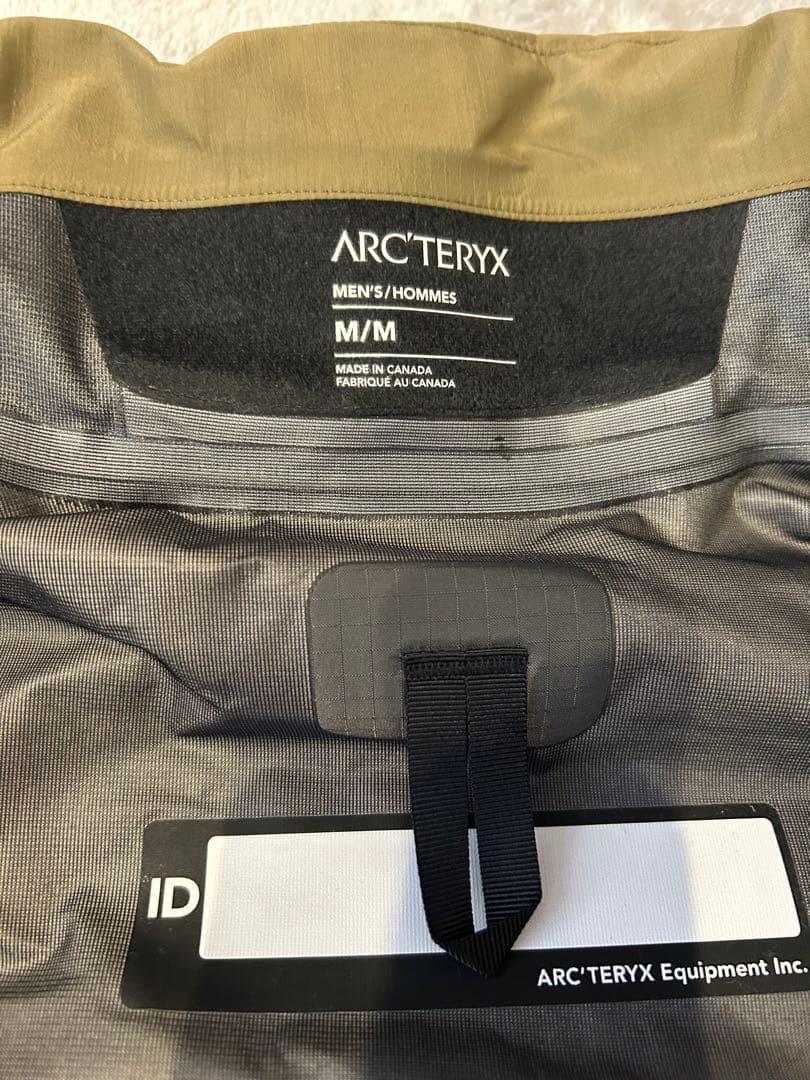 ARC'TERYX
MEN'S/HOMMES
M/M
MADE IN CANADA
FABRIQUÉ AU CANADA
ID
ARC'TERYX Equipment Inc.